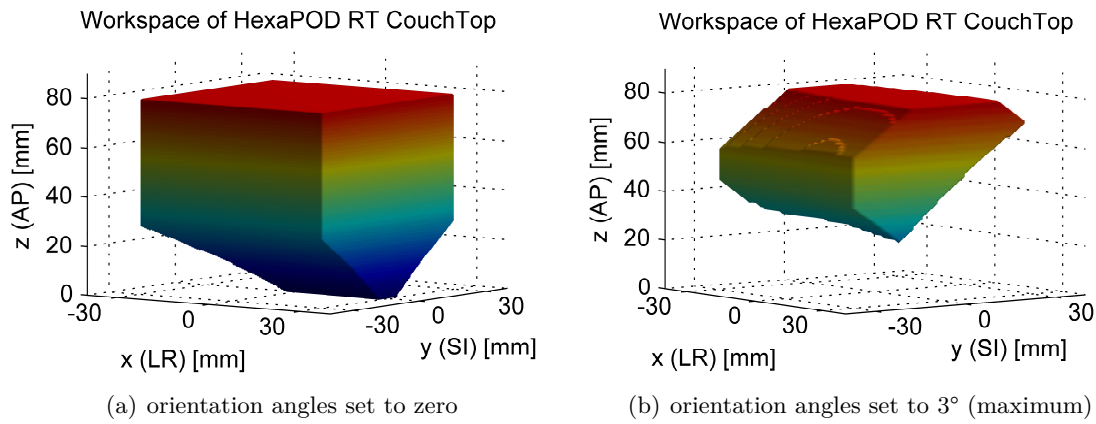 Workspace of HexaPOD RT CouchTop
z (AP) [mm]
80
60
40
20
0
-30
0
30
x (LR) [mm]
-30
0
30
y (SI) [mm]
(a) orientation angles set to zero
Workspace of HexaPOD RT CouchTop
z (AP) [mm]
80
60
40
20
0
-30
0
30
x (LR) [mm]
-30
0
30
y (SI) [mm]
(b) orientation angles set to 3° (maximum)